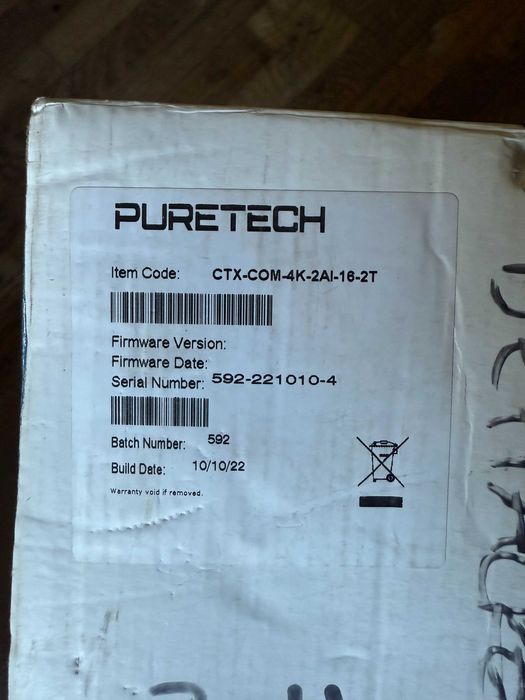 PURETECH
Item Code: CTX-COM-4K-2AI-16-2T
Firmware Version:
Firmware Date:
Serial Number: 592-221010-4
Batch Number: 592
Build Date: 10/10/22
Warranty void if removed.